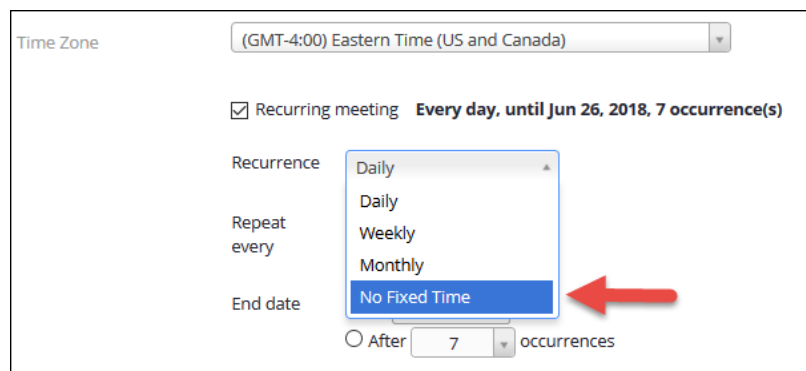 Time Zone
(GMT-4:00) Eastern Time (US and Canada)
Recurring meeting Every day, until Jun 26, 2018, 7 occurrence(s)
Recurrence
Daily
Daily
Weekly
Monthly
No Fixed Time
Repeat
every
End date
After 7 occurrences